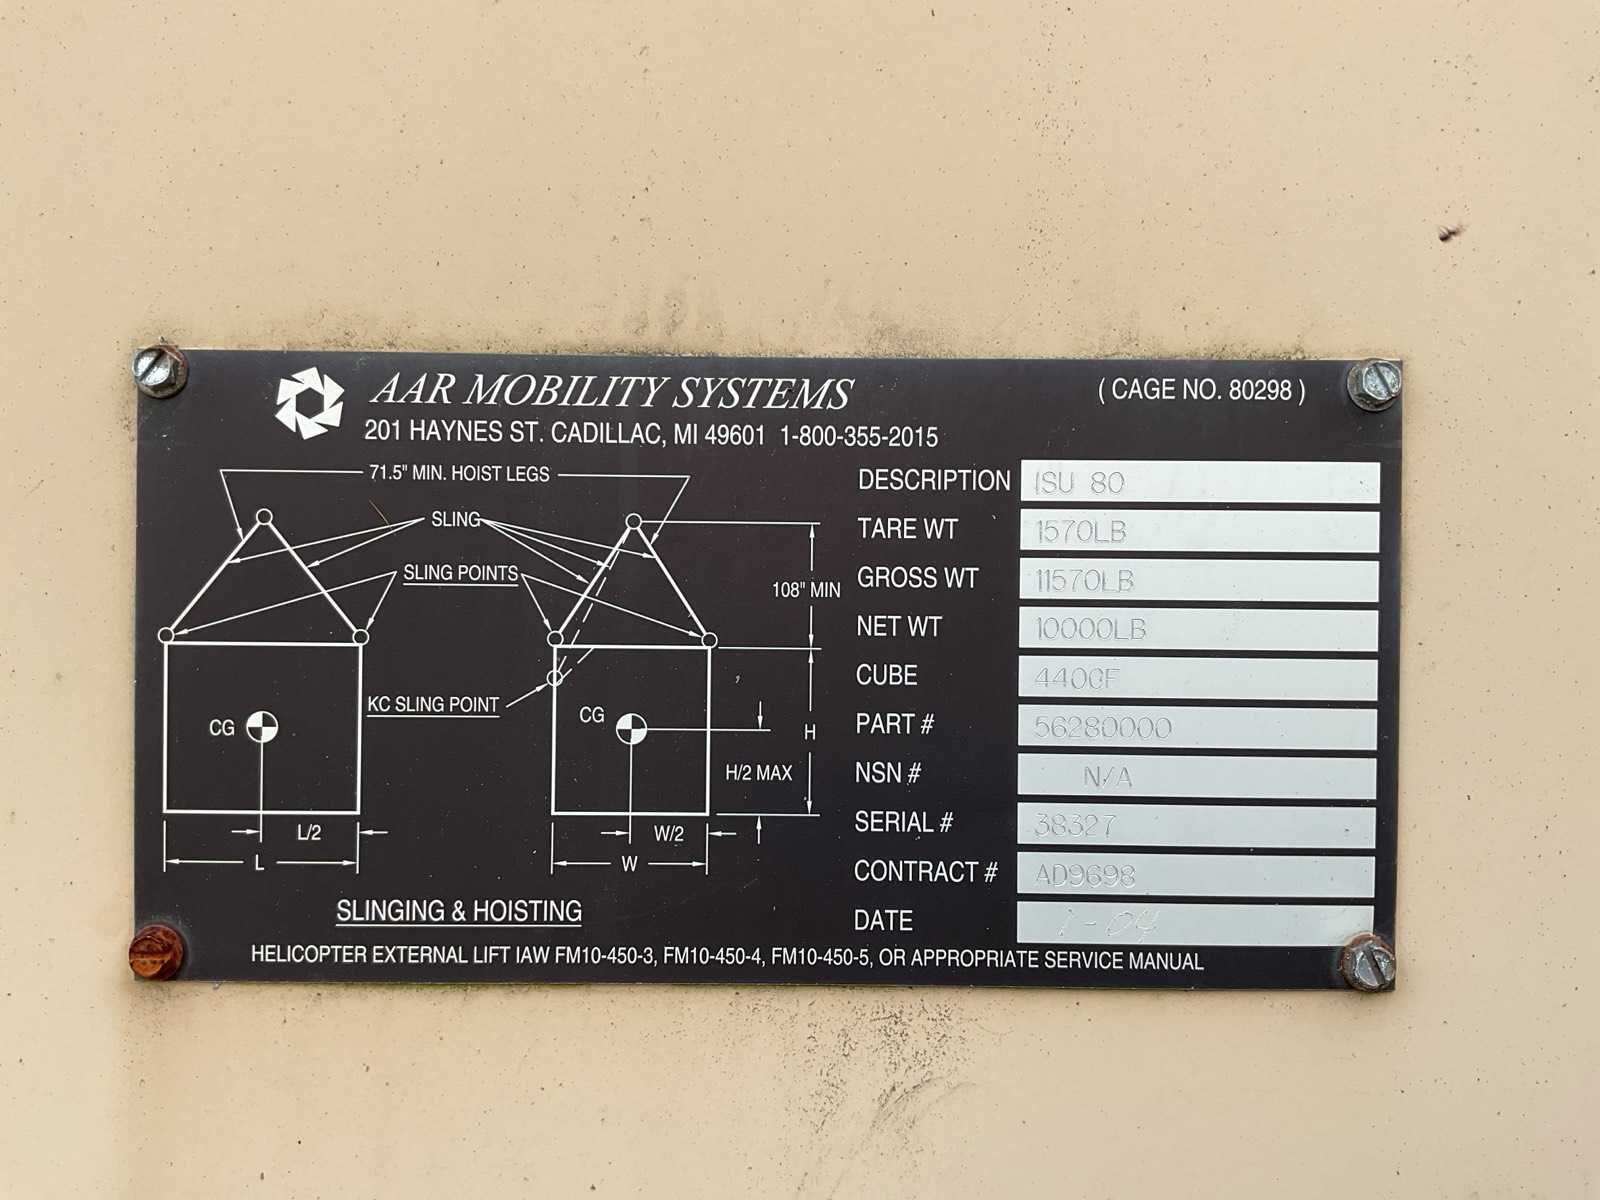 AAR MOBILITY SYSTEMS
( CAGE NO. 80298 )
201 HAYNES ST. CADILLAC, MI 49601 1-800-355-2015
71.5" MIN. HOIST LEGS
SLING
SLING POINTS
108" MIN
KC SLING POINT
CG
CG
H
H/2 MAX
L/2
W/2
L
W
SLINGING & HOISTING
DESCRIPTION ISU 80
TARE WT 1570LB
GROSS WT 11570LB
NET WT 10000LB
CUBE 440CF
PART # 56280000
NSN # N/A
SERIAL # 38327
CONTRACT # AD9698
DATE 1-04
HELICOPTER EXTERNAL LIFT IAW FM10-450-3, FM10-450-4, FM10-450-5, OR APPROPRIATE SERVICE MANUAL